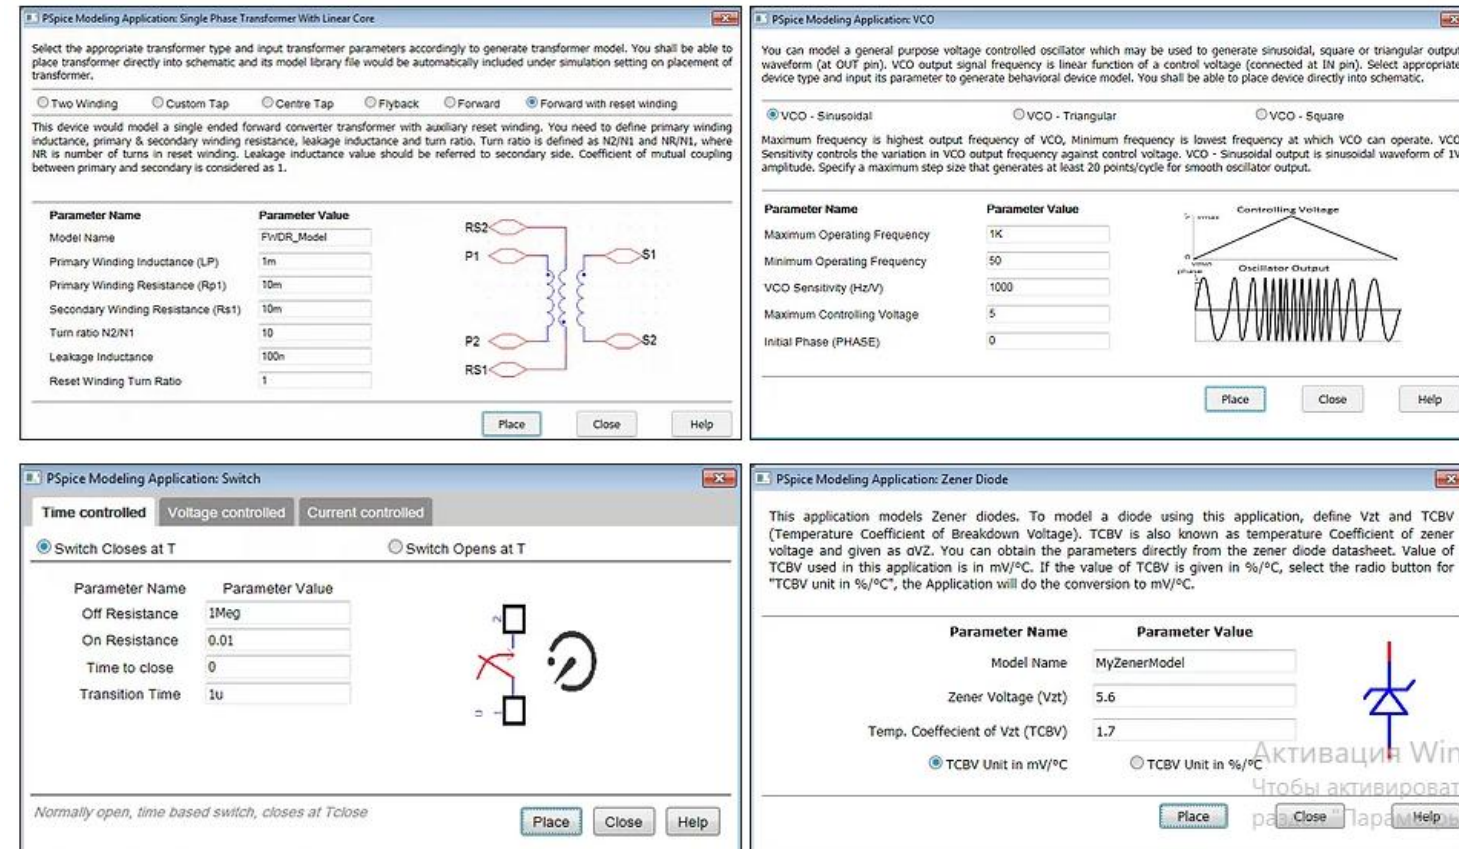 PSpice Modeling Application: Single Phase Transformer With Linear Core
Select the appropriate transformer type and input transformer parameters accordingly to generate transformer model. You shall be able to
place transformer directly into schematic and its model library file would be automatically included under simulation setting on placement of
transformer.
Two Winding Custom Tap Centre Tap Flyback Forward Forward with reset winding
This device would model a single ended forward converter transformer with auxiliary reset winding. You need to define primary winding
inductance, primary & secondary winding resistance, leakage inductance and turn ratio. Turn ratio is defined as N2/N1 and NR/N1, where
NR is number of turns in reset winding. Leakage inductance value should be referred to secondary side. Coefficient of mutual coupling
between primary and secondary is considered as 1.
Parameter Name Parameter Value
Model Name FWDR_Model
Primary Winding Inductance (LP) 1m
Primary Winding Resistance (Rp1) 10m
Secondary Winding Resistance (Rs1) 10m
Turn ratio N2/N1 10
Leakage Inductance 100n
Reset Winding Turn Ratio 1
RS2
P1 S1
P2 S2
RS1
Place Close Help
PSpice Modeling Application: VCO
You can model a general purpose voltage controlled oscillator which may be used to generate sinusoidal, square or triangular output
waveform (at OUT pin). VCO output signal frequency is linear function of a control voltage (connected at IN pin). Select appropriate
device type and input its parameter to generate behavioral device model. You shall be able to place device directly into schematic.
VCO - Sinusoidal VCO - Triangular VCO - Square
Maximum frequency is highest output frequency of VCO, Minimum frequency is lowest frequency at which VCO can operate. VCO
Sensitivity controls the variation in VCO output frequency against control voltage. VCO - Sinusoidal output is sinusoidal waveform of 1V
amplitude. Specify a maximum step size that generates at least 20 points/cycle for smooth oscillator output.
Parameter Name Parameter Value
Maximum Operating Frequency 1K
Minimum Operating Frequency 50
VCO Sensitivity (Hz/V) 1000
Maximum Controlling Voltage 5
Initial Phase (PHASE) 0
Controlling Voltage
vmax
0
vmin
phase
Oscillator Output
Place Close Help
PSpice Modeling Application: Switch
Time controlled Voltage controlled Current controlled
Switch Closes at T Switch Opens at T
Parameter Name Parameter Value
Off Resistance 1Meg
On Resistance 0.01
Time to close 0
Transition Time 1u
2
Normally open, time based switch, closes at Tclose
Place Close Help
PSpice Modeling Application: Zener Diode
This application models Zener diodes. To model a diode using this application, define Vzt and TCBV
(Temperature Coefficient of Breakdown Voltage). TCBV is also known as temperature Coefficient of zener
voltage and given as αVZ. You can obtain the parameters directly from the zener diode datasheet. Value of
TCBV used in this application is in mV/ºC. If the value of TCBV is given in %/ºC, select the radio button for
"TCBV unit in %/ºC", the Application will do the conversion to mV/ºC.
Parameter Name Parameter Value
Model Name MyZenerModel
Zener Voltage (Vzt) 5.6
Temp. Coeffecient of Vzt (TCBV) 1.7
TCBV Unit in mV/ºC TCBV Unit in %/ºC
Place Close Help
Активация Win
Чтобы активироват